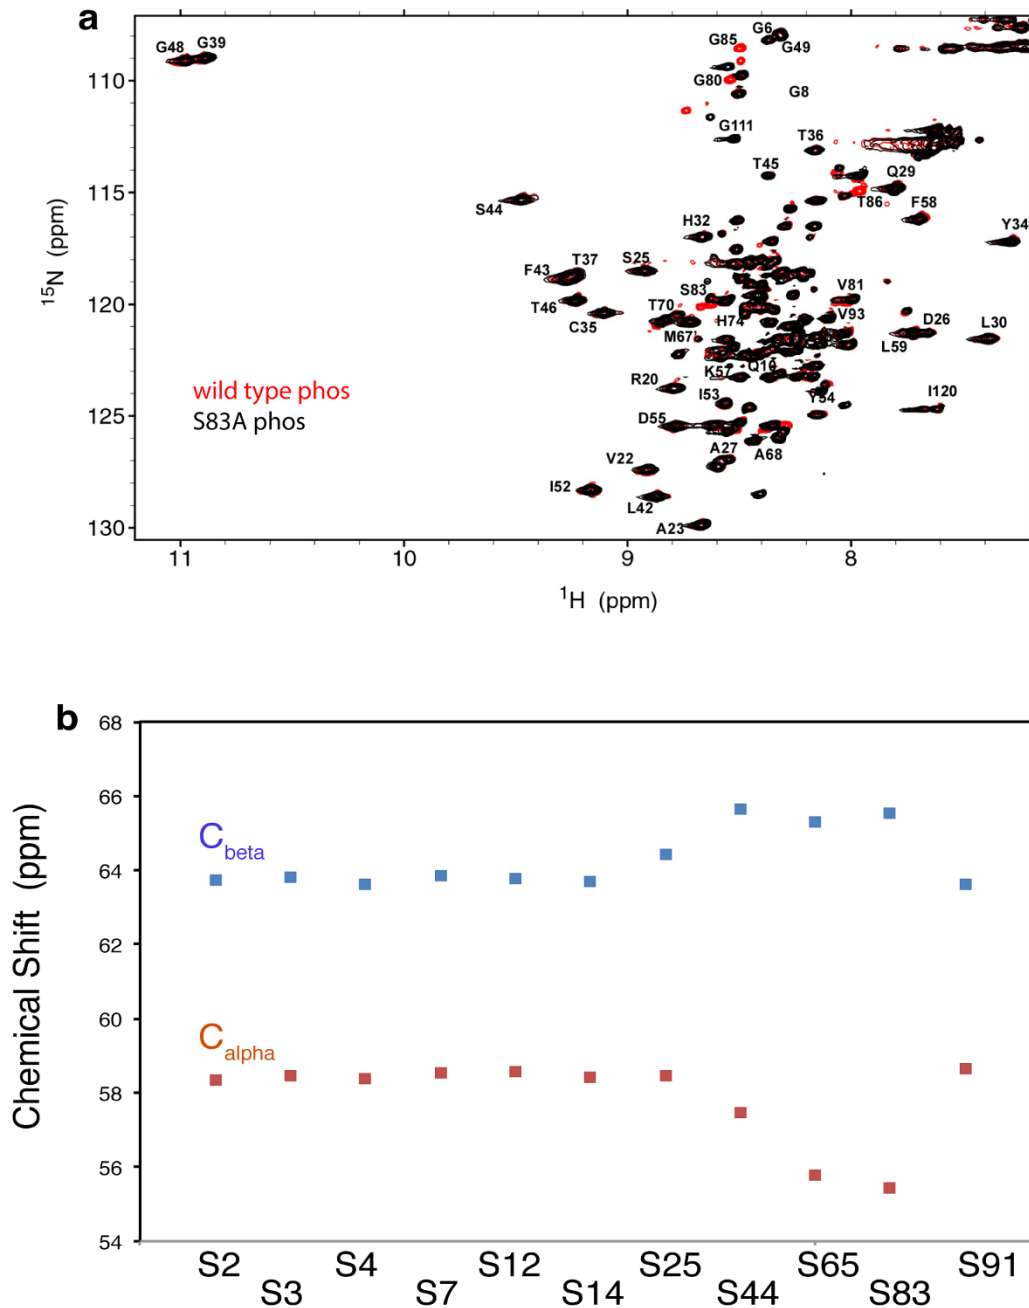 a
G48 G39
G85 G6
G49
G80
G8
G111
T36
T45
Q29
T86
S44
H32
F58
Y34
F43 T37 S25
S83 V81
T46
C35
T70
H74
V93
M67
D26
L59
L30
R20
K57 Q10
I53
Y54
I120
D55
A27 A68
V22
I52
L42
A23
wild type phos
S83A phos
110
115
120
125
130
15N (ppm)
11 10 9 8
1H (ppm)
b
68
66
64
62
60
58
56
54
Chemical Shift (ppm)
Cbeta
Calpha
S2 S4 S12 S25 S65 S91
S3 S7 S14 S44 S83